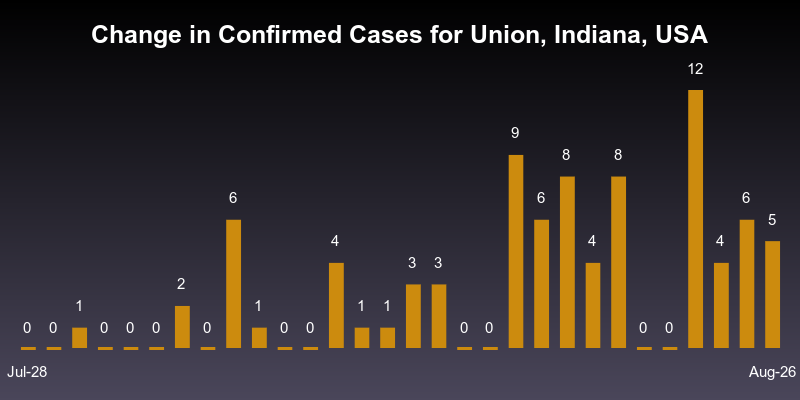 Change in Confirmed Cases for Union, Indiana, USA
0 0 1 0 0 0 2 0 6 1 0 0 4 1 1 3 3 0 0 9 6 8 4 8 0 0 12 4 6 5
Jul-28 Aug-26